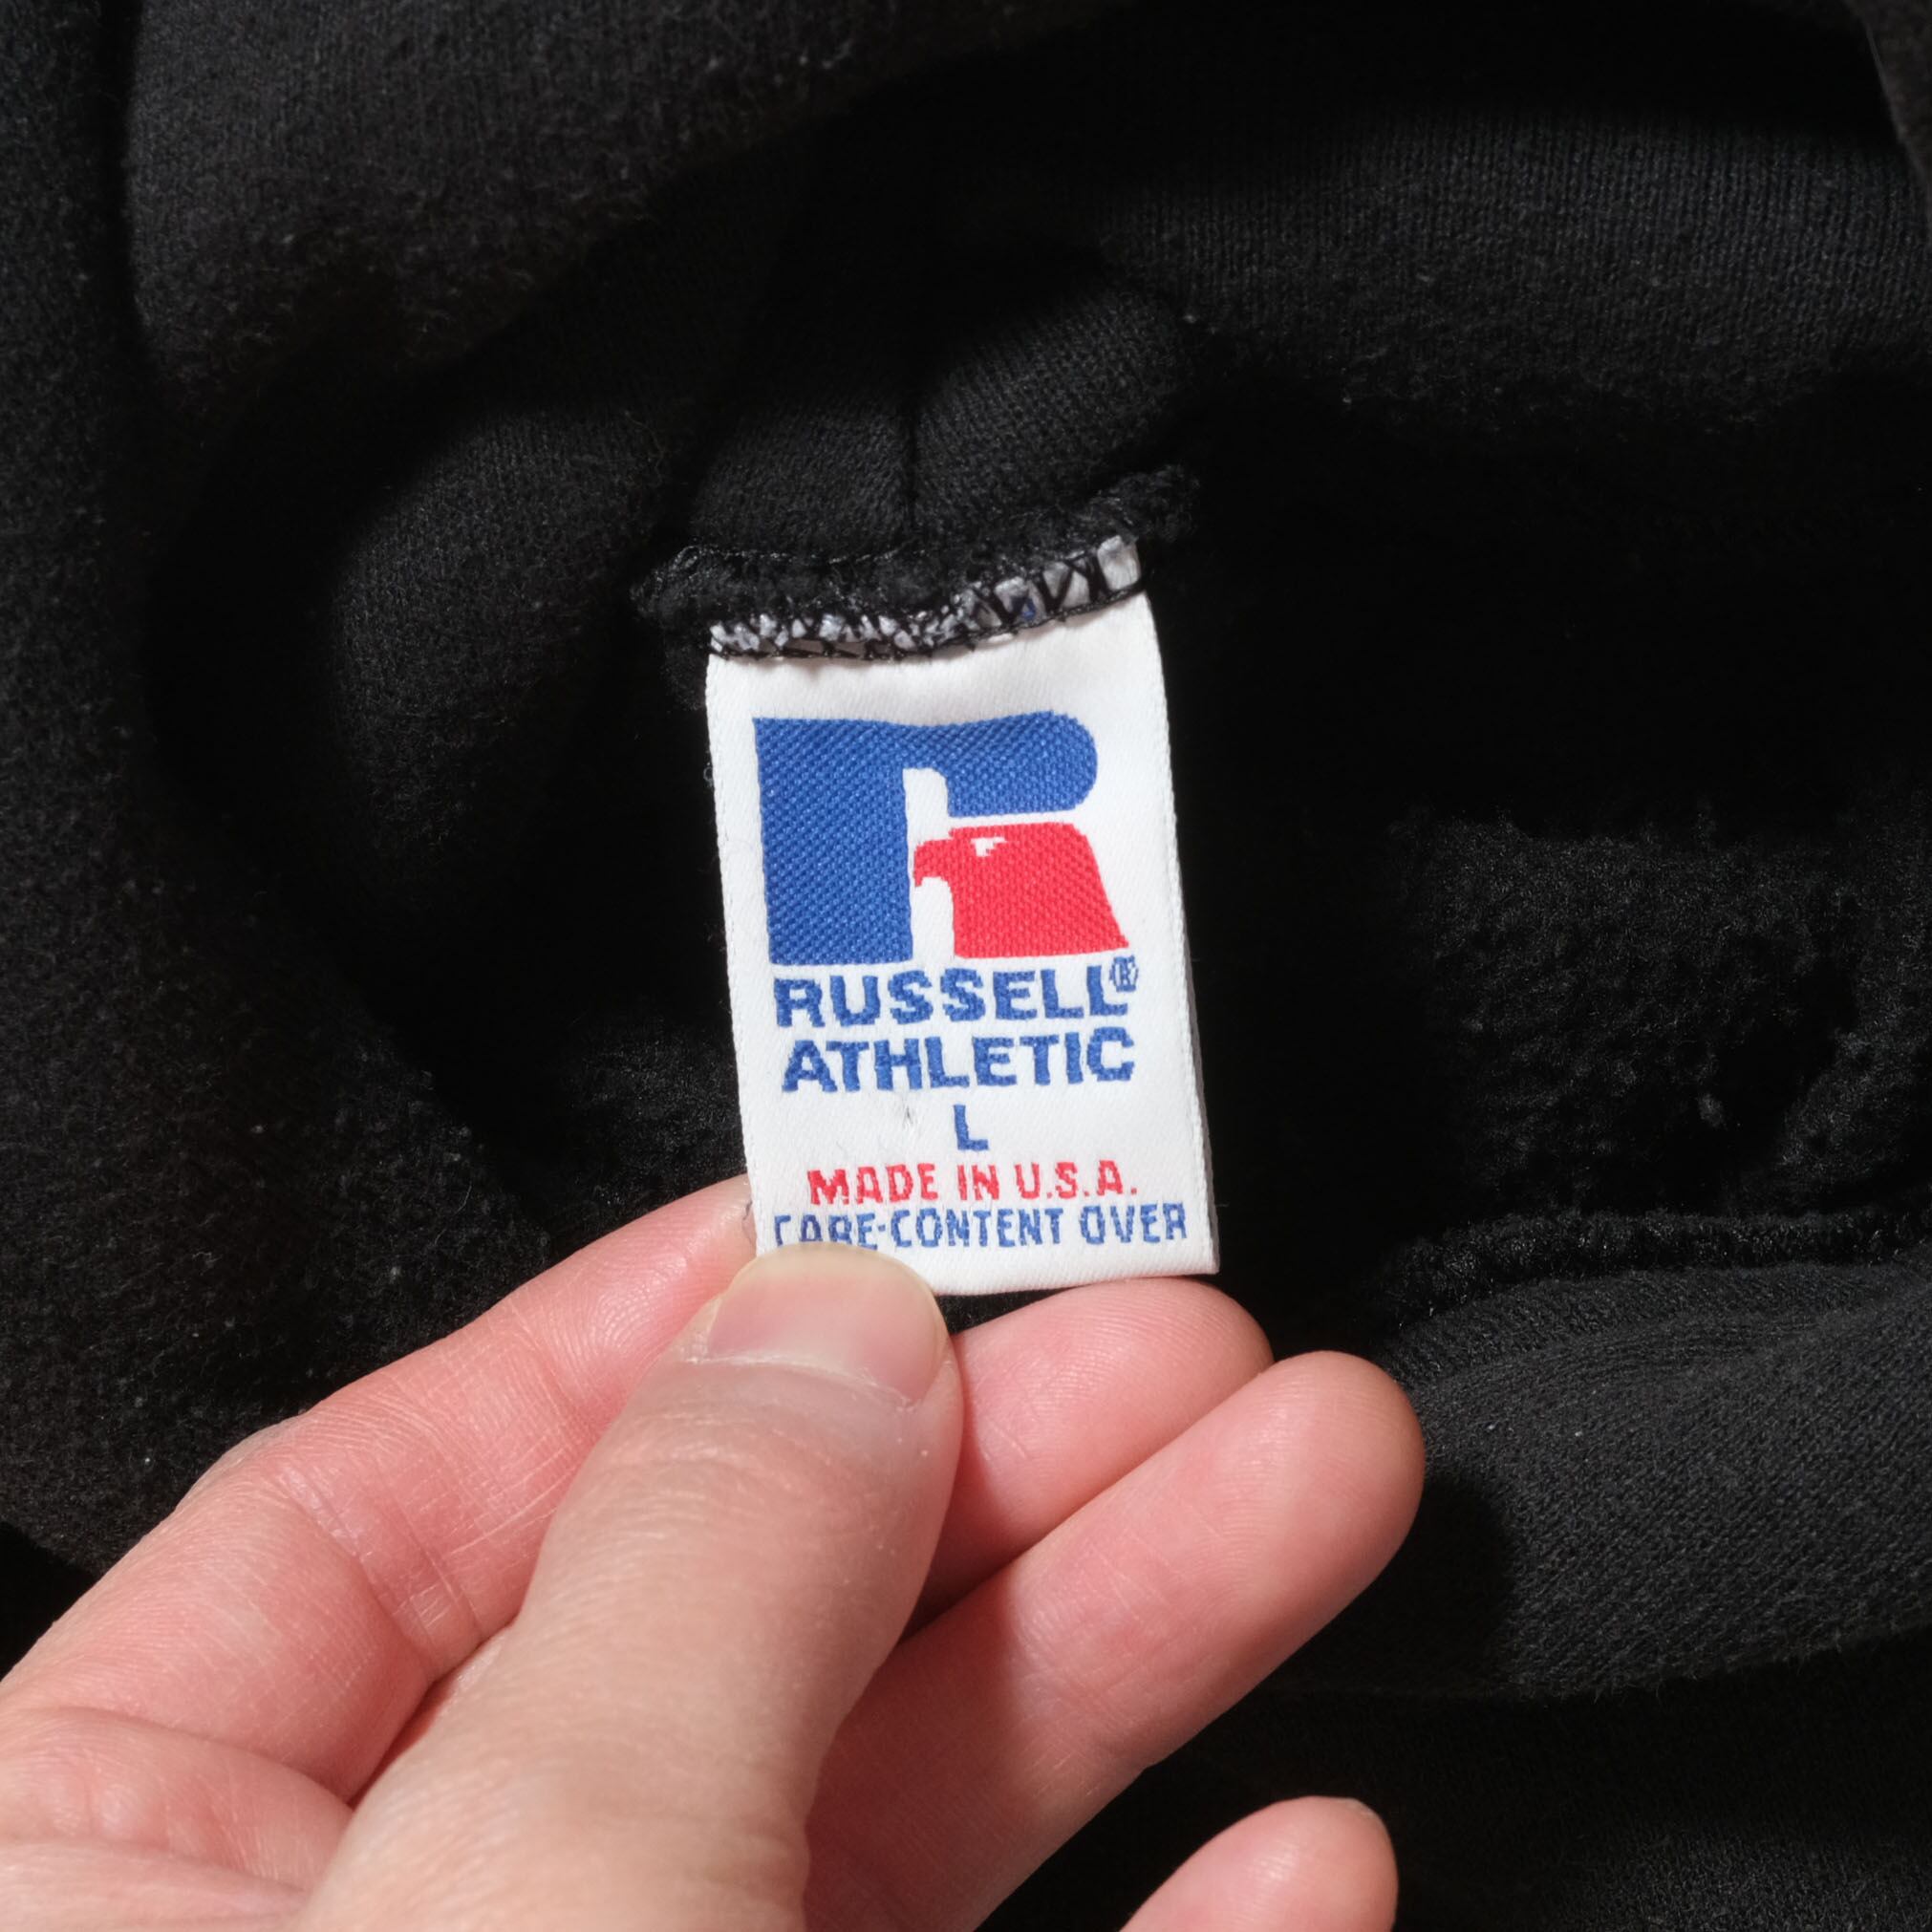 RUSSELL®
ATHLETIC
L
MADE IN U.S.A.
CARE-CONTENT OVER